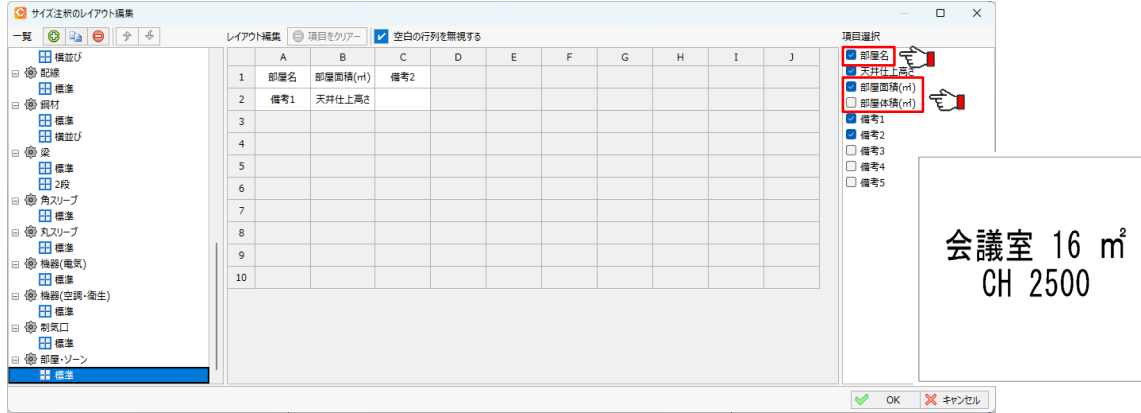 サイズ注釈のレイアウト編集
一覧
レイアウト編集 項目をクリアー 空白の行列を無視する
項目選択
横並び
配線
標準
鋼材
標準
横並び
梁
標準
2段
角スリーブ
標準
丸スリーブ
標準
機器(電気)
標準
機器(空調・衛生)
標準
制気口
標準
部屋・ゾーン
標準
A B C D E F G H I J
1 部屋名 部屋面積(㎡) 備考2
2 備考1 天井仕上高さ
3
4
5
6
7
8
9
10
部屋名
天井仕上高さ
部屋面積(㎡)
部屋体積(㎥)
備考1
備考2
備考3
備考4
備考5
会議室 16 ㎡
CH 2500
OK キャンセル